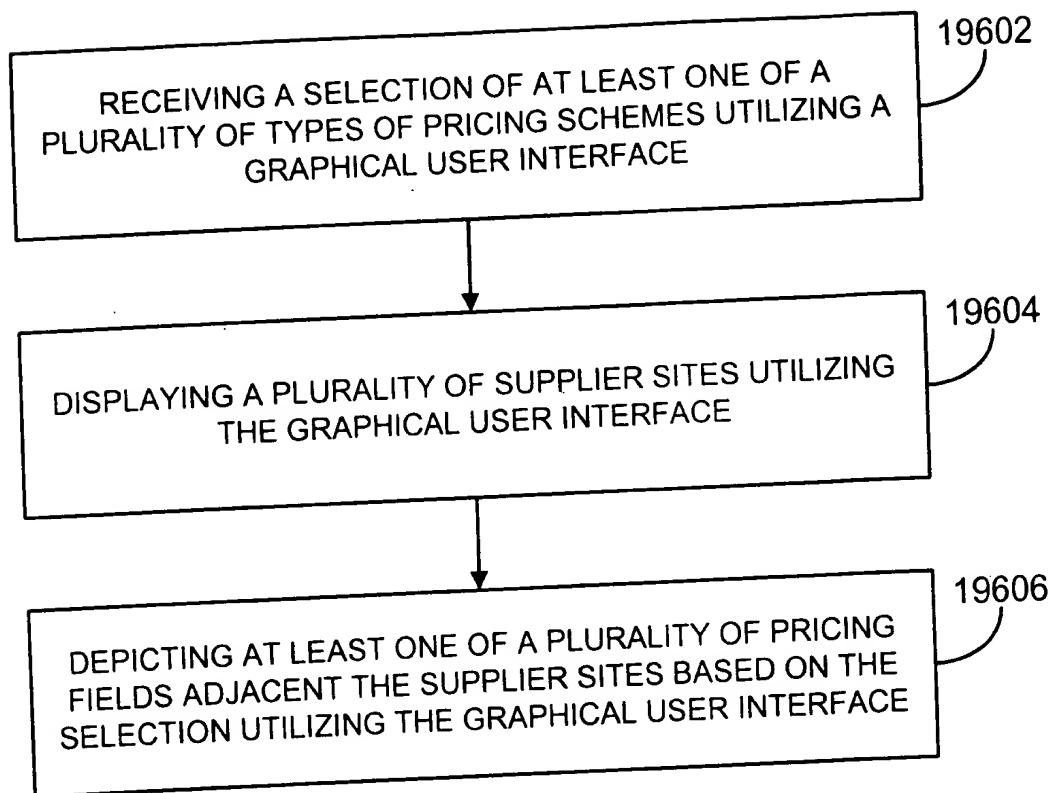 19602
RECEIVING A SELECTION OF AT LEAST ONE OF A
PLURALITY OF TYPES OF PRICING SCHEMES UTILIZING A
GRAPHICAL USER INTERFACE
19604
DISPLAYING A PLURALITY OF SUPPLIER SITES UTILIZING
THE GRAPHICAL USER INTERFACE
19606
DEPICTING AT LEAST ONE OF A PLURALITY OF PRICING
FIELDS ADJACENT THE SUPPLIER SITES BASED ON THE
SELECTION UTILIZING THE GRAPHICAL USER INTERFACE